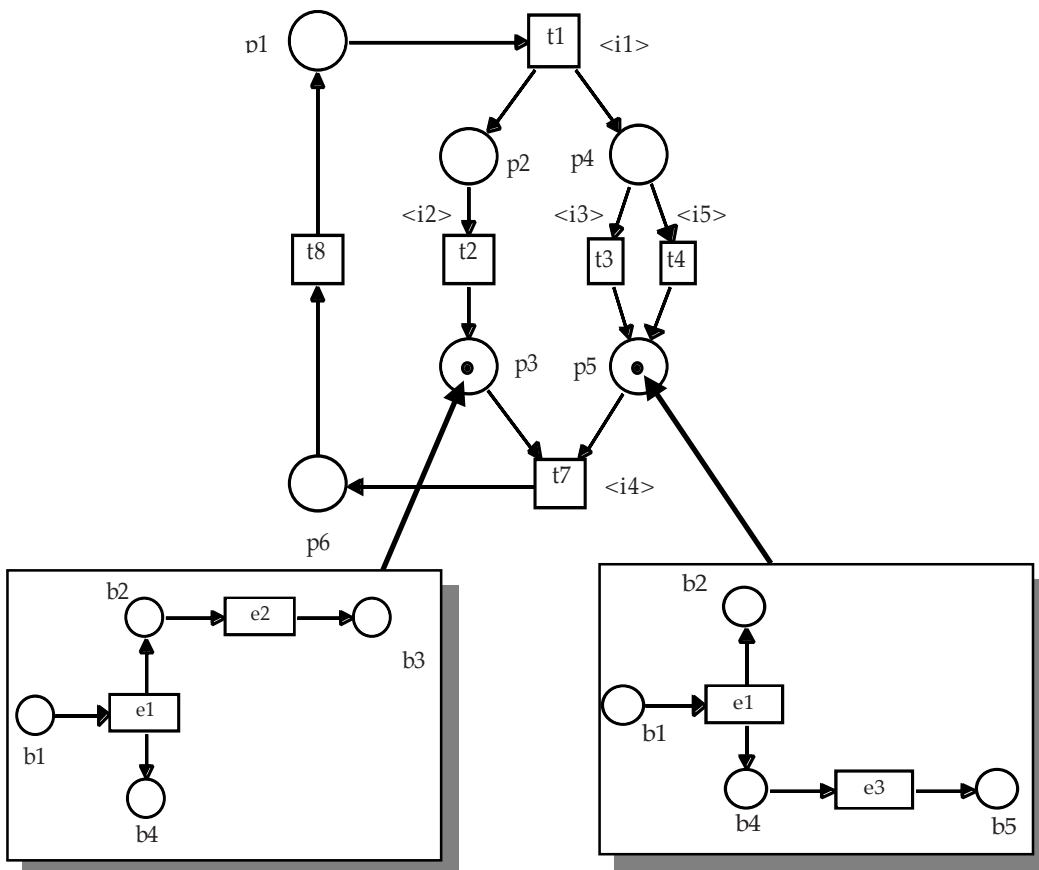 p1
t1
<i1>
p2
p4
<i2>
<i3>
<i5>
t8
t2
t3
t4
p3
p5
t7
<i4>
p6
b2
e2
b3
e1
b1
b4
b2
e1
b1
e3
b4
b5